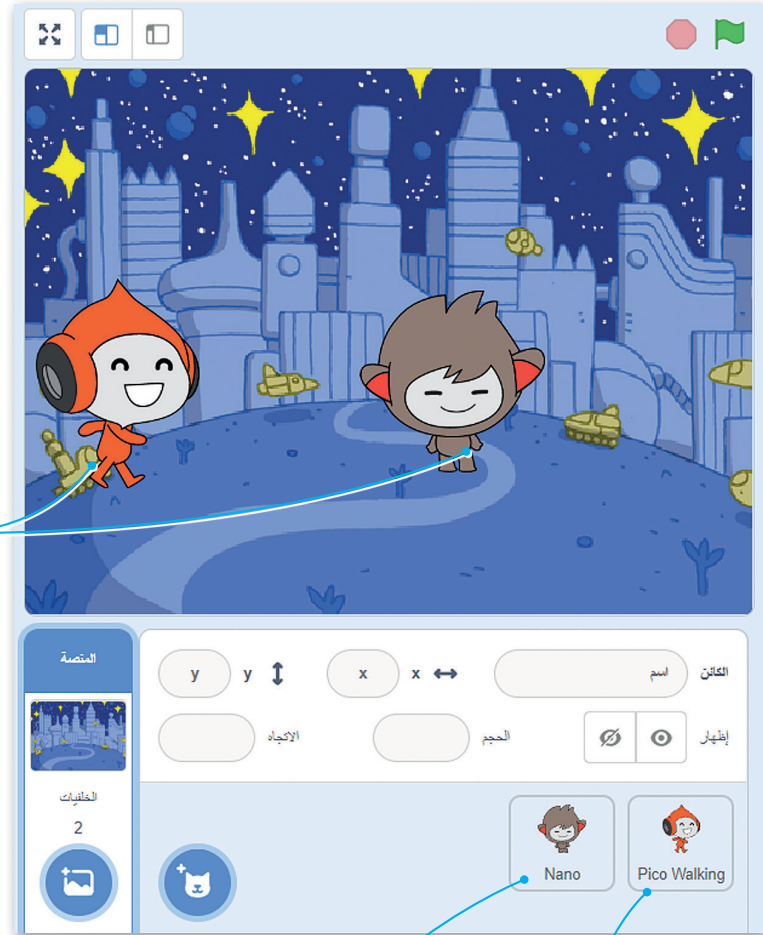 المنصة
الكائن اسم x x y y
إظهار الحجم الاتجاه
الخلفيات
2
Nano
Pico Walking